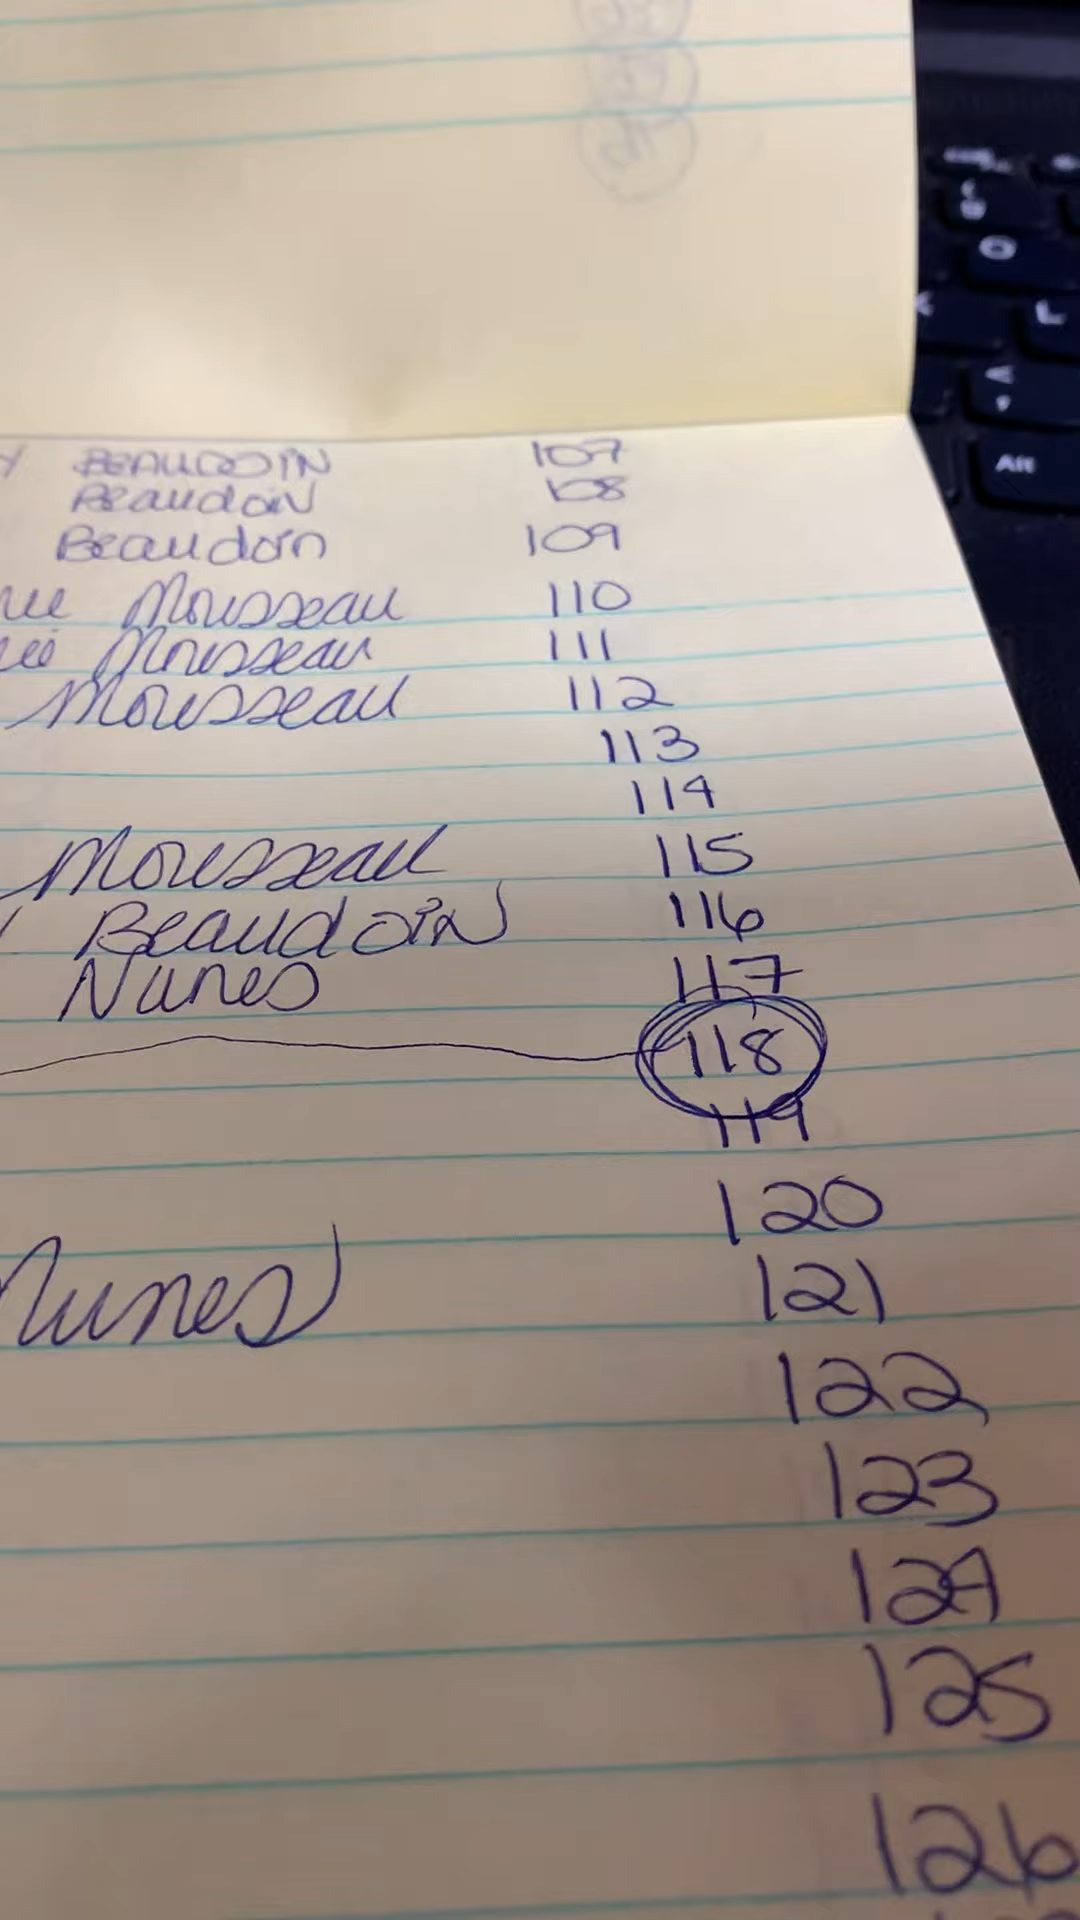 BEAUDOIN 107
Beaudoin 108
Beaudoin 109
Mousseau 110
Mousseau 111
Mousseau 112
113
114
Mousseau 115
Beaudoin 116
Nunes 117
118
119
120
Nunes 121
122
123
124
125
126
Alt